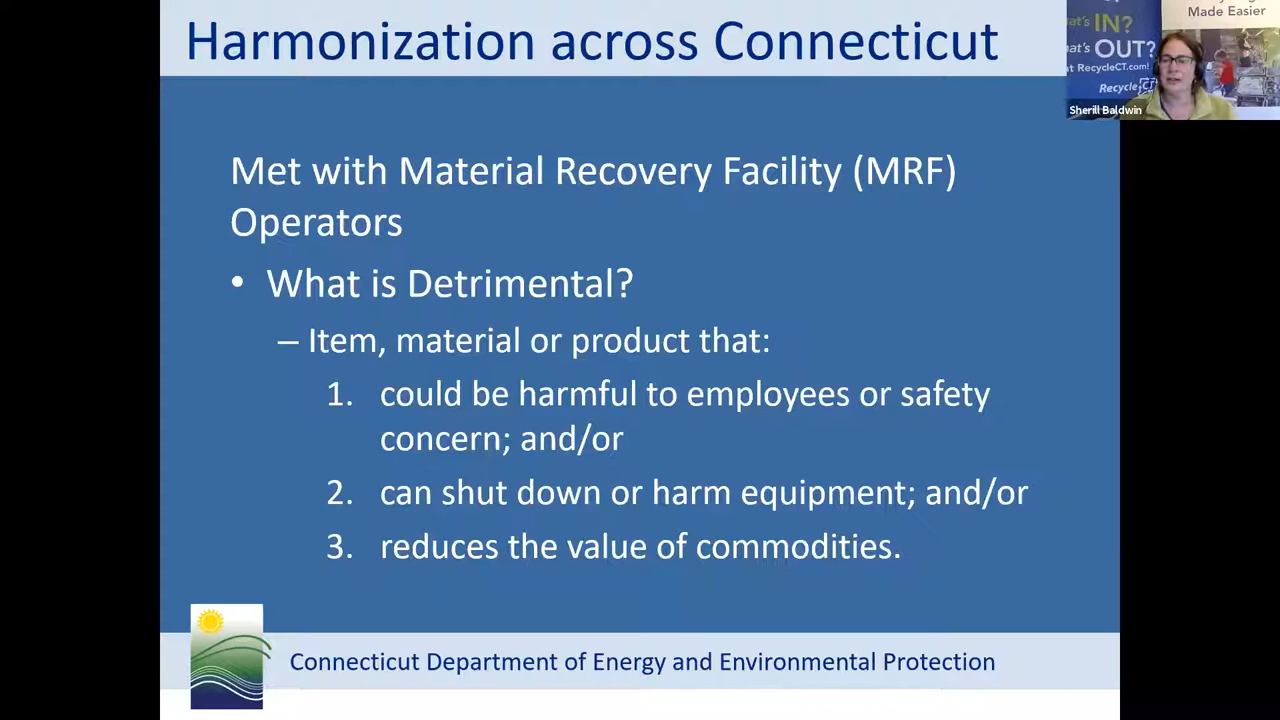 Harmonization across Connecticut
Made Easier
IN?
OUT?
at RecycleCT.com!
RecycleCT
Sherill Baldwin
Met with Material Recovery Facility (MRF)
Operators
• What is Detrimental?
– Item, material or product that:
1. could be harmful to employees or safety
concern; and/or
2. can shut down or harm equipment; and/or
3. reduces the value of commodities.
Connecticut Department of Energy and Environmental Protection